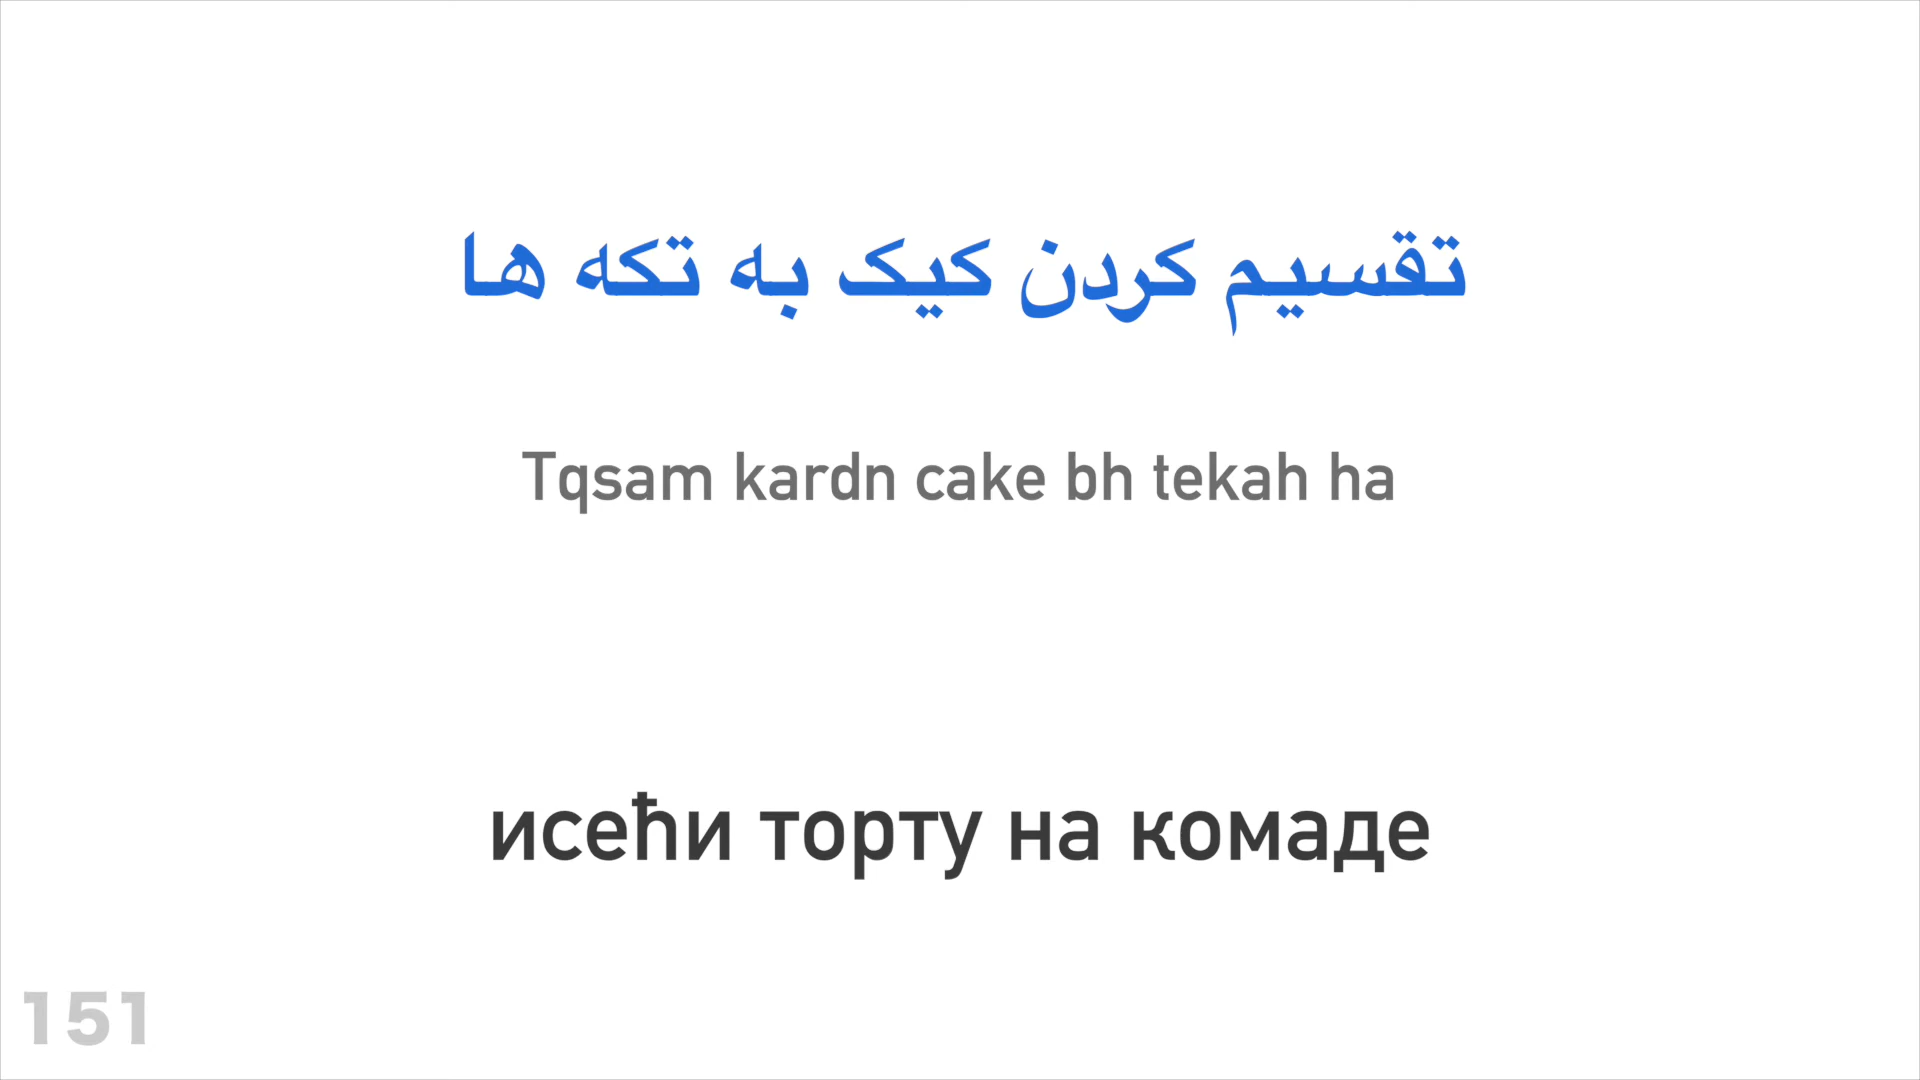 تقسیم کردن کیک به تکه ها
Tqsam kardn cake bh tekah ha
исећи торту на комаде
151